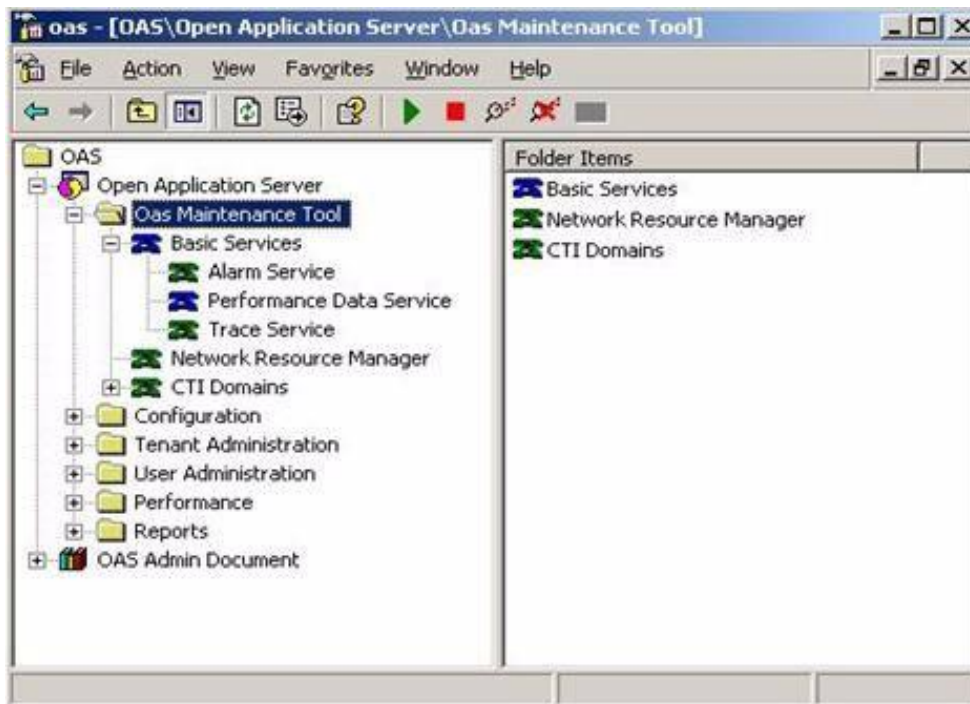 oas - [OAS\Open Application Server\Oas Maintenance Tool]
File Action View Favorites Window Help
OAS
Open Application Server
Oas Maintenance Tool
Basic Services
Alarm Service
Performance Data Service
Trace Service
Network Resource Manager
CTI Domains
Configuration
Tenant Administration
User Administration
Performance
Reports
OAS Admin Document
Folder Items
Basic Services
Network Resource Manager
CTI Domains